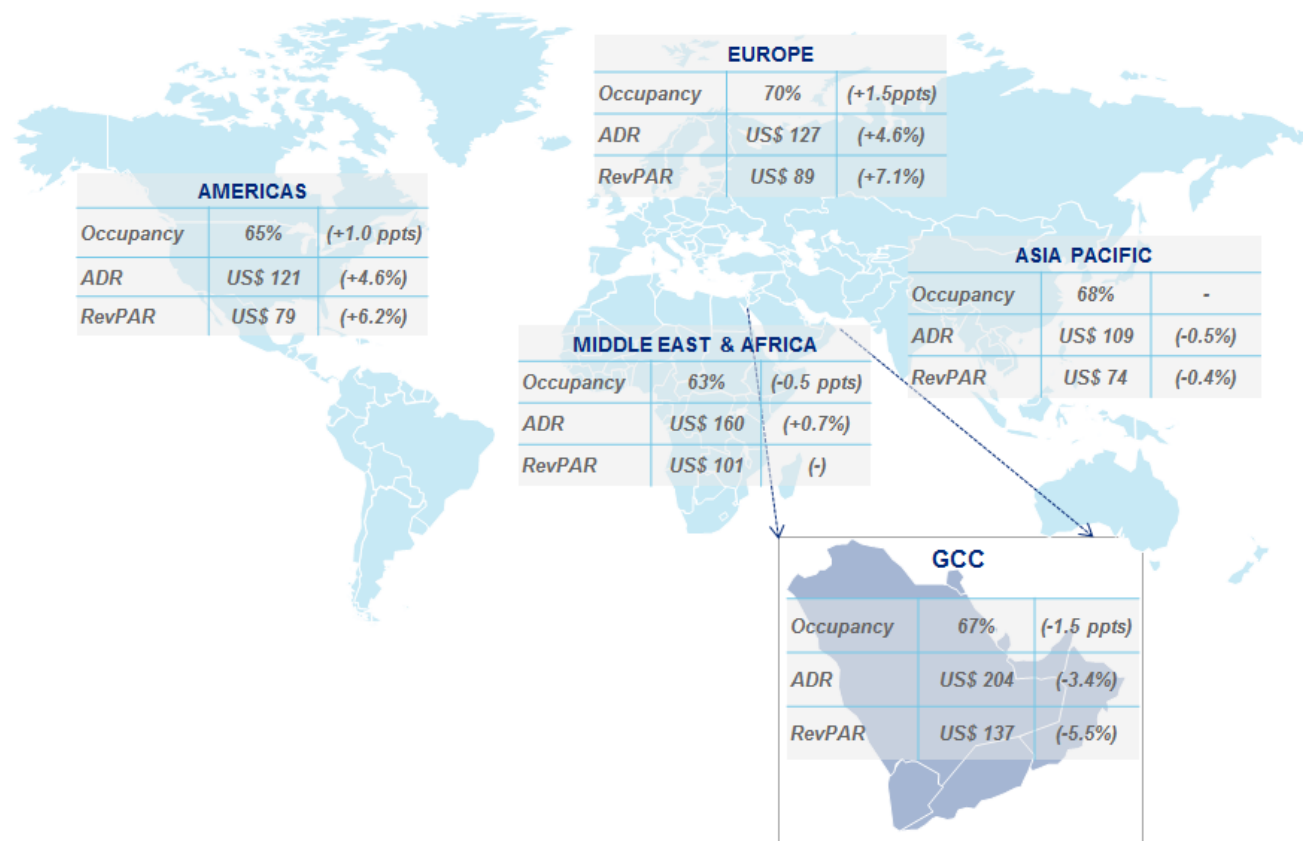 EUROPE
Occupancy 70% (+1.5ppts)
ADR US$ 127 (+4.6%)
RevPAR US$ 89 (+7.1%)
AMERICAS
Occupancy 65% (+1.0 ppts)
ADR US$ 121 (+4.6%)
RevPAR US$ 79 (+6.2%)
ASIA PACIFIC
Occupancy 68% -
ADR US$ 109 (-0.5%)
RevPAR US$ 74 (-0.4%)
MIDDLE EAST & AFRICA
Occupancy 63% (-0.5 ppts)
ADR US$ 160 (+0.7%)
RevPAR US$ 101 (-)
GCC
Occupancy 67% (-1.5 ppts)
ADR US$ 204 (-3.4%)
RevPAR US$ 137 (-5.5%)